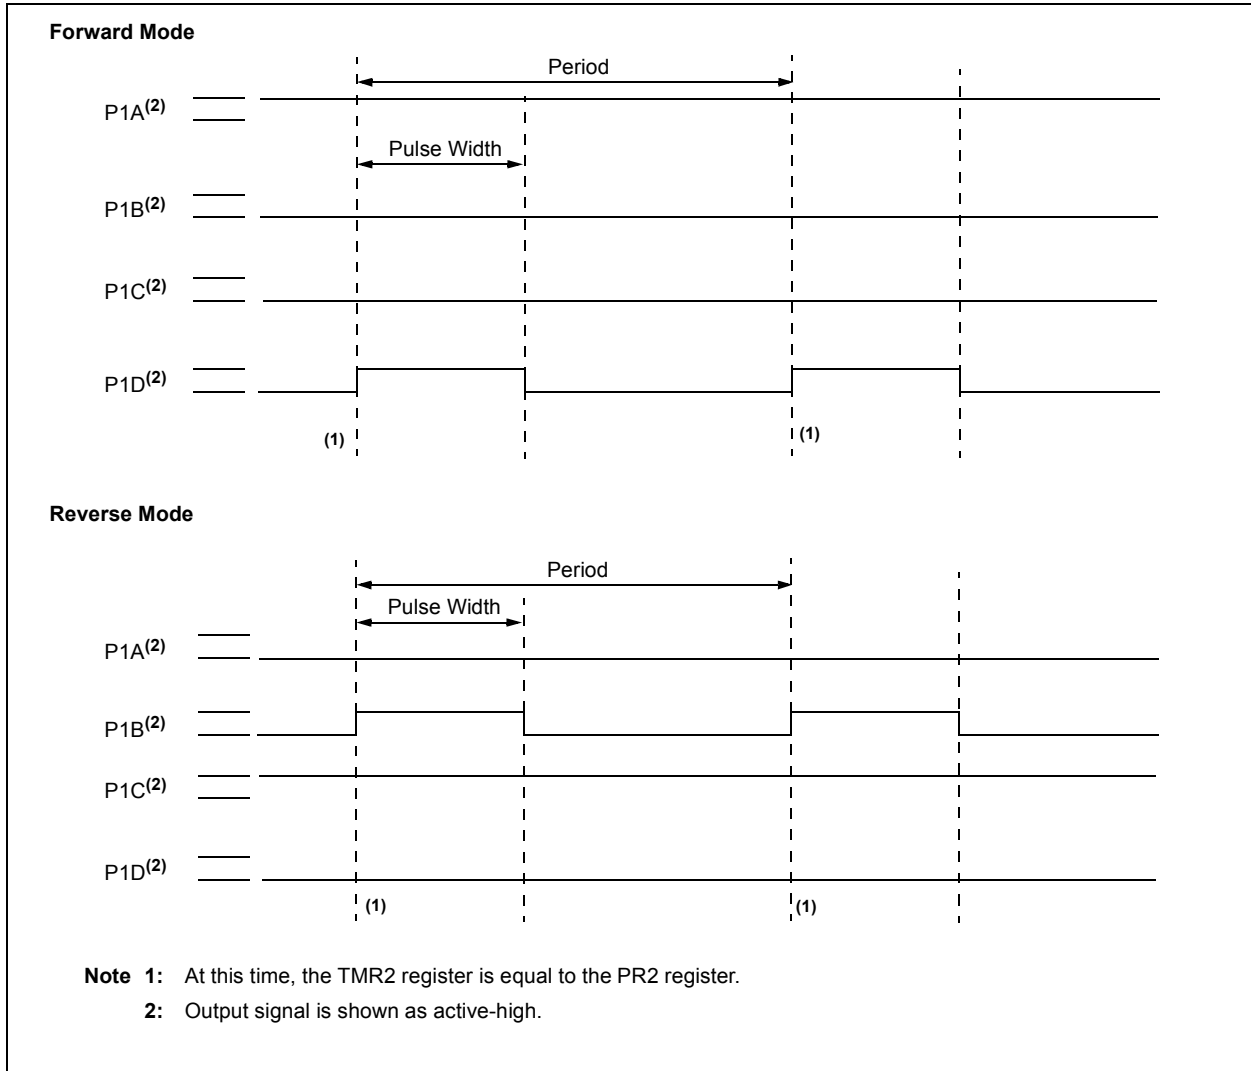 Forward Mode
Period
P1A(2)
Pulse Width
P1B(2)
P1C(2)
P1D(2)
(1)
(1)
Reverse Mode
Period
Pulse Width
P1A(2)
P1B(2)
P1C(2)
P1D(2)
(1)
(1)
Note 1: At this time, the TMR2 register is equal to the PR2 register.
2: Output signal is shown as active-high.